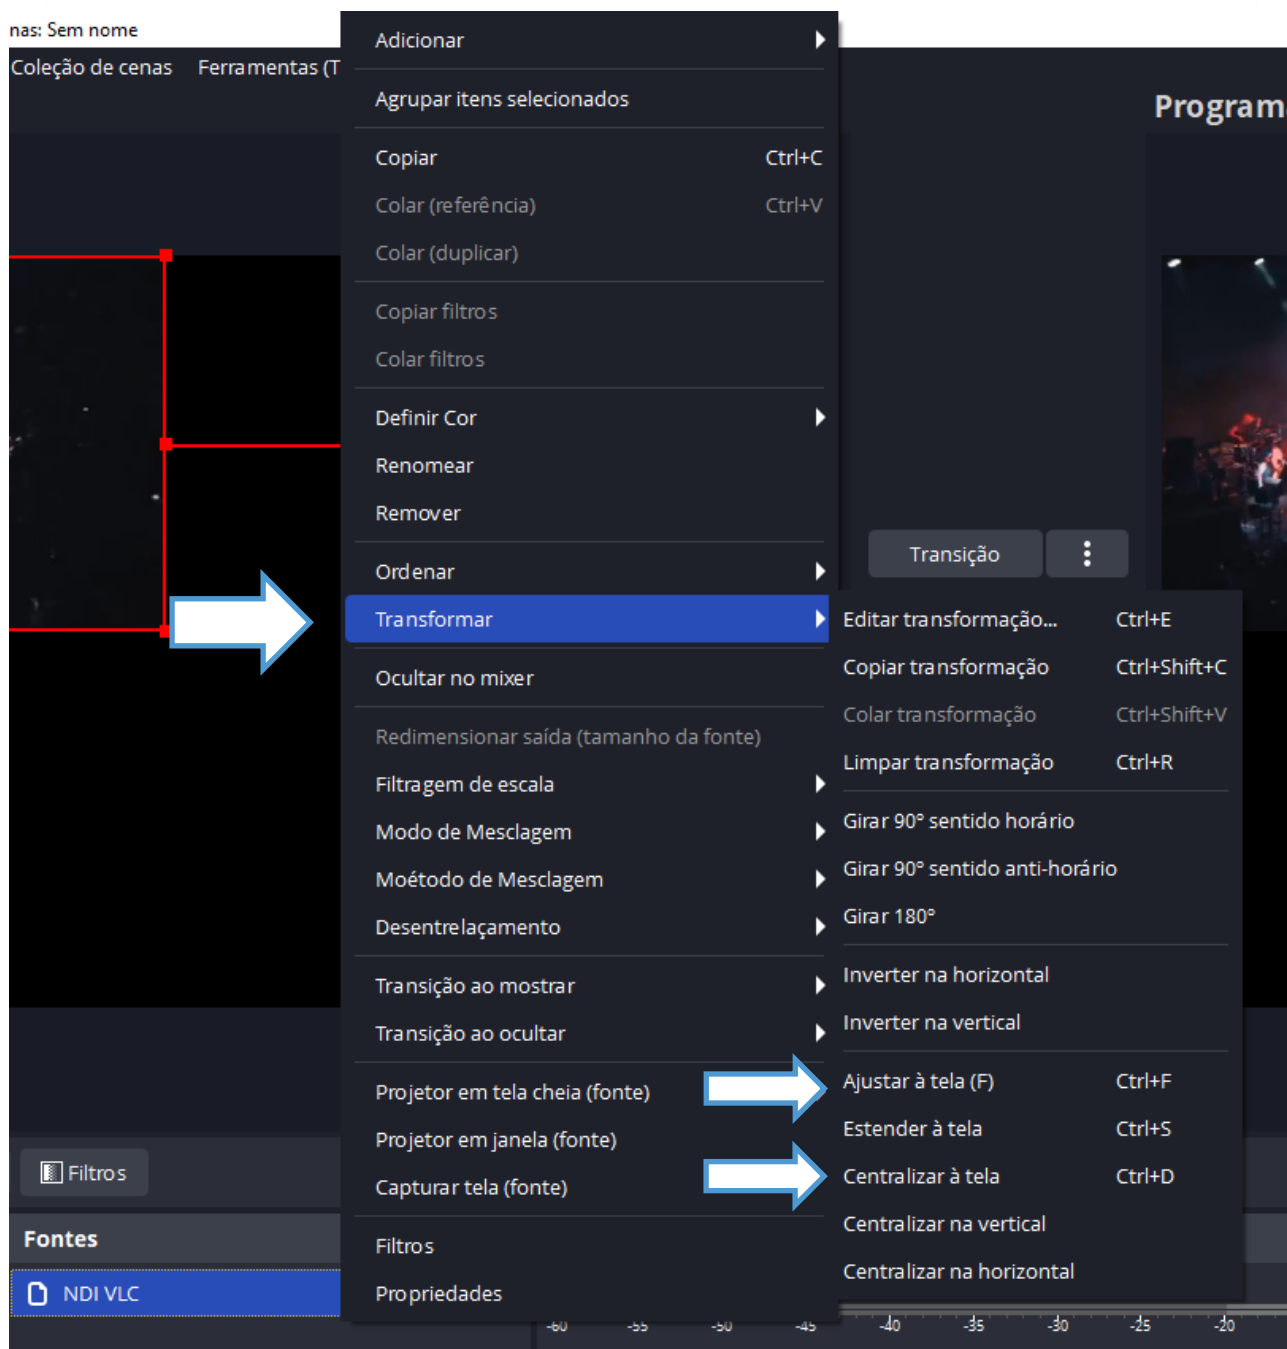 nas: Sem nome
Coleção de cenas Ferramentas (T
Adicionar
Agrupar itens selecionados
Programa
Copiar Ctrl+C
Colar (referência) Ctrl+V
Colar (duplicar)
Copiar filtros
Colar filtros
Definir Cor
Renomear
Remover
Ordenar
Transformar
Ocultar no mixer
Redimensionar saída (tamanho da fonte)
Filtragem de escala
Modo de Mesclagem
Moétodo de Mesclagem
Desentrelaçamento
Transição ao mostrar
Transição ao ocultar
Projetor em tela cheia (fonte)
Projetor em janela (fonte)
Capturar tela (fonte)
Filtros
Propriedades
Transição
Editar transformação... Ctrl+E
Copiar transformação Ctrl+Shift+C
Colar transformação Ctrl+Shift+V
Limpar transformação Ctrl+R
Girar 90º sentido horário
Girar 90º sentido anti-horário
Girar 180º
Inverter na horizontal
Inverter na vertical
Ajustar à tela (F) Ctrl+F
Estender à tela Ctrl+S
Centralizar à tela Ctrl+D
Centralizar na vertical
Centralizar na horizontal
Filtros
Fontes
NDI VLC
-60 -55 -50 -45 -40 -35 -30 -25 -20